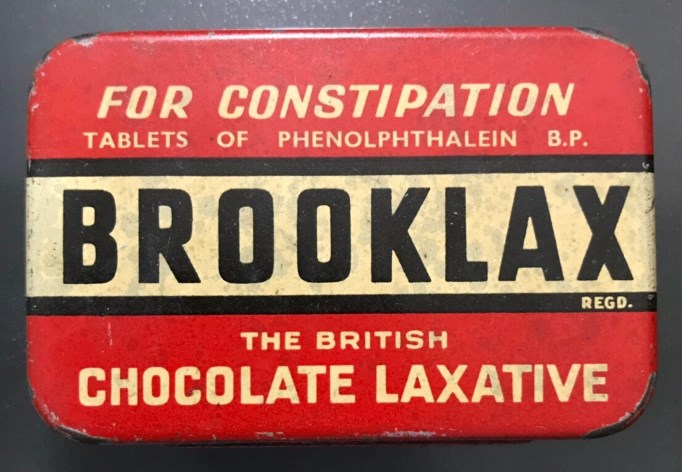 FOR CONSTIPATION
TABLETS OF PHENOLPHTHALEIN B.P.
BROOKLAX
REGD.
THE BRITISH
CHOCOLATE LAXATIVE